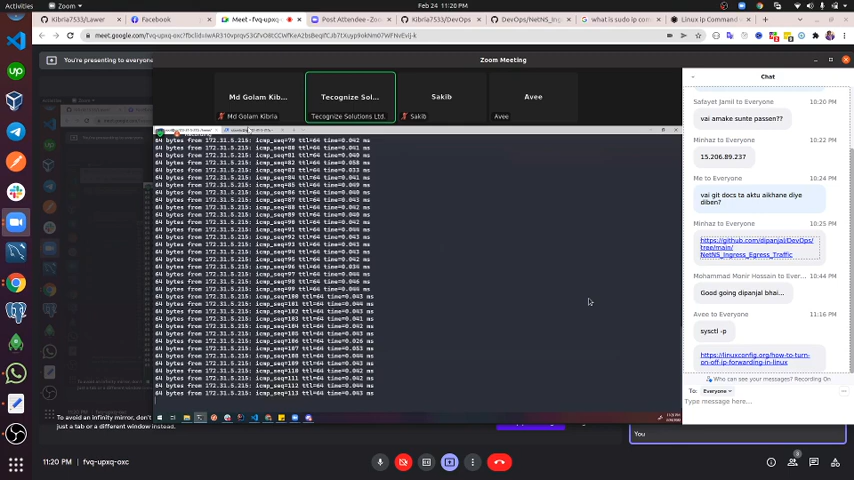 Activities
Zoom
Feb 24 11:20 PM
Kibria7533/Lawer
Facebook
Meet – fvq-upxq-oxc
Post Attendee - Zoom
Kibria7533/DevOps
DevOps/NetNS_Ingress
what is sudo ip com
Linux ip Command
You're presenting to everyone
Zoom Meeting
Md Golam Kib...
Tecognize Sol...
Sakib
Avee
Md Golam Kibria
Tecognize Solutions Ltd.
Sakib
Avee
64 bytes from 172.31.5.215: icmp_seq=79 ttl=64 time=0.042 ms
64 bytes from 172.31.5.215: icmp_seq=80 ttl=64 time=0.041 ms
64 bytes from 172.31.5.215: icmp_seq=81 ttl=64 time=0.040 ms
64 bytes from 172.31.5.215: icmp_seq=82 ttl=64 time=0.058 ms
64 bytes from 172.31.5.215: icmp_seq=83 ttl=64 time=0.033 ms
64 bytes from 172.31.5.215: icmp_seq=84 ttl=64 time=0.041 ms
64 bytes from 172.31.5.215: icmp_seq=85 ttl=64 time=0.049 ms
64 bytes from 172.31.5.215: icmp_seq=86 ttl=64 time=0.040 ms
64 bytes from 172.31.5.215: icmp_seq=87 ttl=64 time=0.043 ms
64 bytes from 172.31.5.215: icmp_seq=88 ttl=64 time=0.042 ms
64 bytes from 172.31.5.215: icmp_seq=89 ttl=64 time=0.042 ms
64 bytes from 172.31.5.215: icmp_seq=90 ttl=64 time=0.042 ms
64 bytes from 172.31.5.215: icmp_seq=91 ttl=64 time=0.044 ms
64 bytes from 172.31.5.215: icmp_seq=92 ttl=64 time=0.042 ms
64 bytes from 172.31.5.215: icmp_seq=93 ttl=64 time=0.043 ms
64 bytes from 172.31.5.215: icmp_seq=94 ttl=64 time=0.041 ms
64 bytes from 172.31.5.215: icmp_seq=95 ttl=64 time=0.042 ms
64 bytes from 172.31.5.215: icmp_seq=96 ttl=64 time=0.034 ms
64 bytes from 172.31.5.215: icmp_seq=97 ttl=64 time=0.044 ms
64 bytes from 172.31.5.215: icmp_seq=98 ttl=64 time=0.046 ms
64 bytes from 172.31.5.215: icmp_seq=99 ttl=64 time=0.044 ms
64 bytes from 172.31.5.215: icmp_seq=100 ttl=64 time=0.043 ms
64 bytes from 172.31.5.215: icmp_seq=101 ttl=64 time=0.044 ms
64 bytes from 172.31.5.215: icmp_seq=102 ttl=64 time=0.043 ms
64 bytes from 172.31.5.215: icmp_seq=103 ttl=64 time=0.041 ms
64 bytes from 172.31.5.215: icmp_seq=104 ttl=64 time=0.042 ms
64 bytes from 172.31.5.215: icmp_seq=105 ttl=64 time=0.043 ms
64 bytes from 172.31.5.215: icmp_seq=106 ttl=64 time=0.026 ms
64 bytes from 172.31.5.215: icmp_seq=107 ttl=64 time=0.053 ms
64 bytes from 172.31.5.215: icmp_seq=108 ttl=64 time=0.044 ms
64 bytes from 172.31.5.215: icmp_seq=109 ttl=64 time=0.043 ms
64 bytes from 172.31.5.215: icmp_seq=110 ttl=64 time=0.044 ms
64 bytes from 172.31.5.215: icmp_seq=111 ttl=64 time=0.042 ms
64 bytes from 172.31.5.215: icmp_seq=112 ttl=64 time=0.044 ms
64 bytes from 172.31.5.215: icmp_seq=113 ttl=64 time=0.043 ms
Chat
Safayet Jamil to Everyone 10:20 PM
vai amake sunte passen??
Minhaz to Everyone 10:22 PM
15.206.89.237
Me to Everyone 10:24 PM
vai git docs ta aktu aikhane diye
diben?
Minhaz to Everyone 10:25 PM
https://github.com/dipanjal/DevOps/
tree/main/
NetNS_Ingress_Egress_Traffic
Mohammad Monir Hossain to Ever... 10:44 PM
Good going dipanjal bhai...
Avee to Everyone 11:16 PM
sysctl -p
https://linuxconfig.org/how-to-turn-
on-off-ip-forwarding-in-linux
Who can see your messages? Recording On
To: Everyone
Type message here...
To avoid an infinity mirror, don't
just a tab or a different window instead.
You
11:20 PM
fvq-upxq-oxc